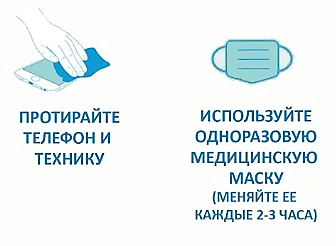 ПРОТИРАЙТЕ
ТЕЛЕФОН И
ТЕХНИКУ
ИСПОЛЬЗУЙТЕ
ОДНОРАЗОВУЮ
МЕДИЦИНСКУЮ
МАСКУ
(МЕНЯЙТЕ ЕЕ
КАЖДЫЕ 2-3 ЧАСА)